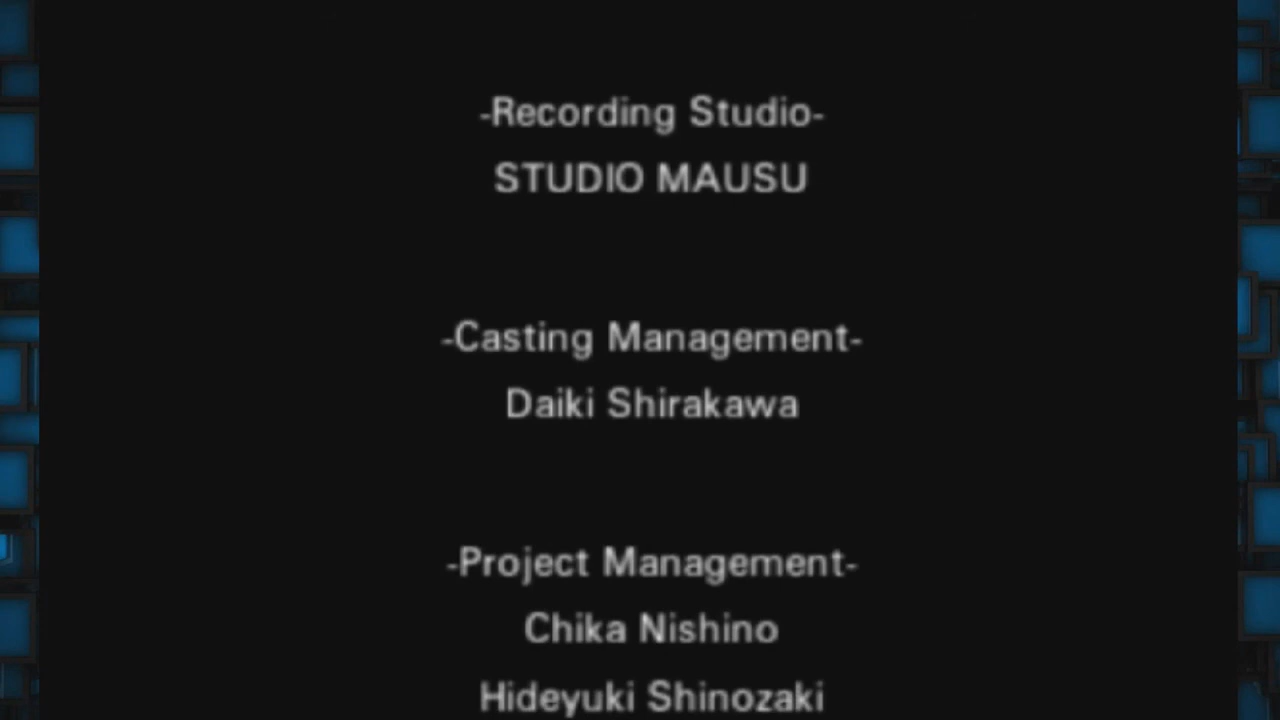 -Recording Studio-
STUDIO MAUSU
-Casting Management-
Daiki Shirakawa
-Project Management-
Chika Nishino
Hideyuki Shinozaki